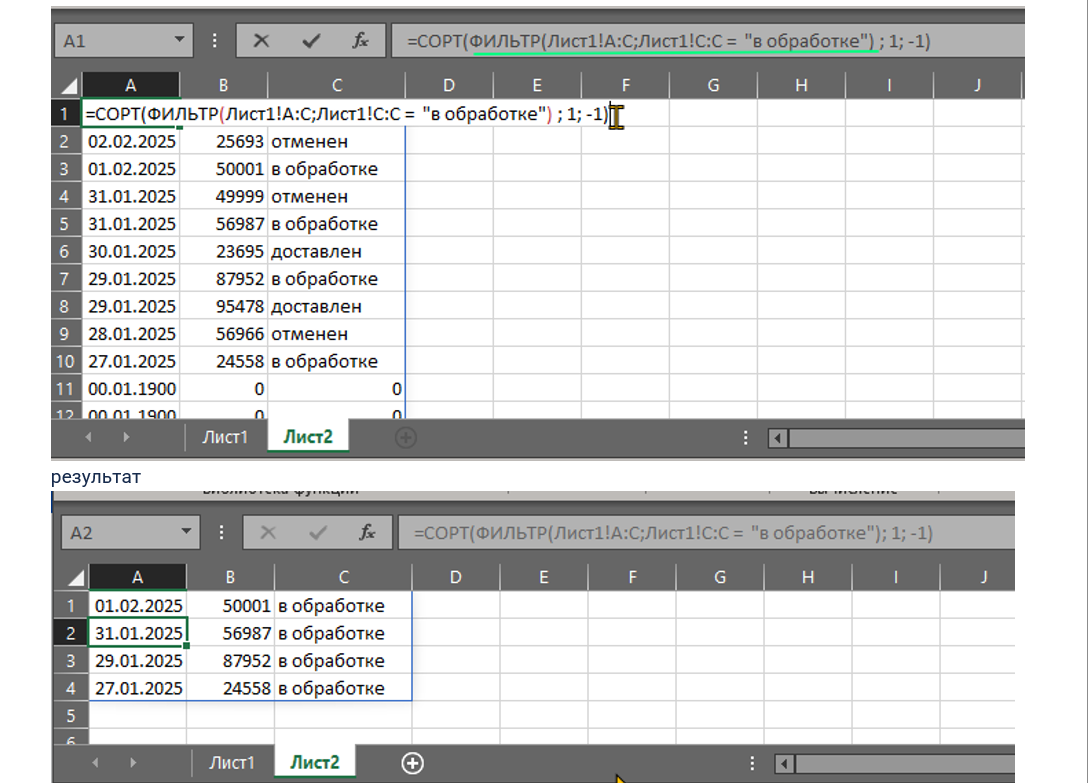 A1 fx =СОРТ(ФИЛЬТР(Лист1!A:C;Лист1!C:C = "в обработке") ; 1; -1)
A B C D E F G H I J
1 =СОРТ(ФИЛЬТР(Лист1!A:C;Лист1!C:C = "в обработке") ; 1; -1)
2 02.02.2025 25693 отменен
3 01.02.2025 50001 в обработке
4 31.01.2025 49999 отменен
5 31.01.2025 56987 в обработке
6 30.01.2025 23695 доставлен
7 29.01.2025 87952 в обработке
8 29.01.2025 95478 доставлен
9 28.01.2025 56966 отменен
10 27.01.2025 24558 в обработке
11 00.01.1900 0 0
12 00.01.1900 0 0
Лист1 Лист2
результат
Библиотека функций Вычисление
A2 fx =СОРТ(ФИЛЬТР(Лист1!A:C;Лист1!C:C = "в обработке"); 1; -1)
A B C D E F G H I J
1 01.02.2025 50001 в обработке
2 31.01.2025 56987 в обработке
3 29.01.2025 87952 в обработке
4 27.01.2025 24558 в обработке
5
6
Лист1 Лист2